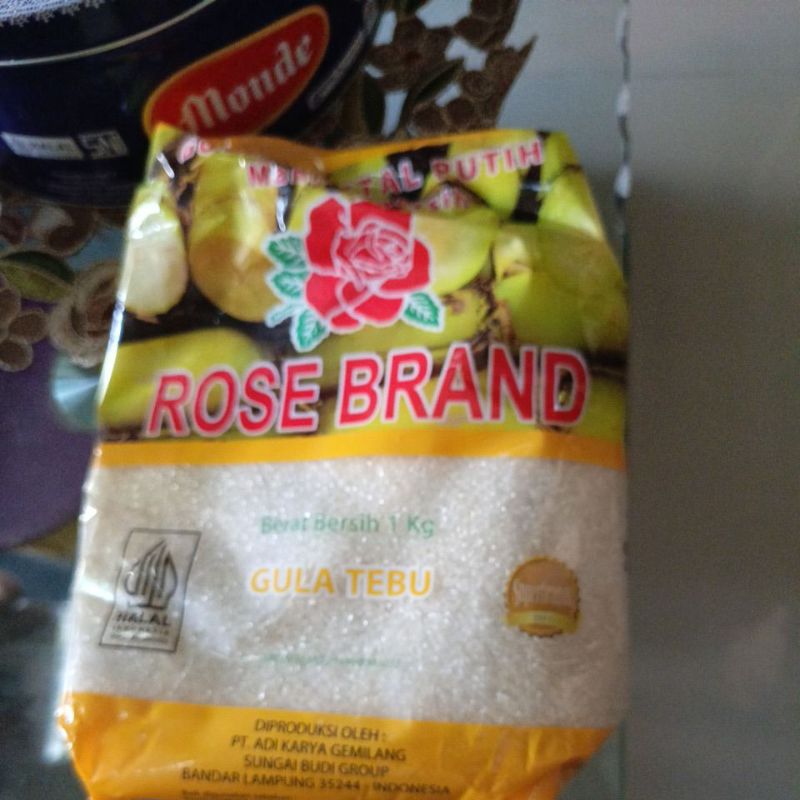 Monde
PUTIH
ROSE BRAND
Berat Bersih 1 Kg
GULA TEBU
HALAL
INDONESIA
DIPRODUKSI OLEH :
PT. ADI KARYA GEMILANG
SUNGAI BUDI GROUP
BANDAR LAMPUNG 35244 - INDONESIA